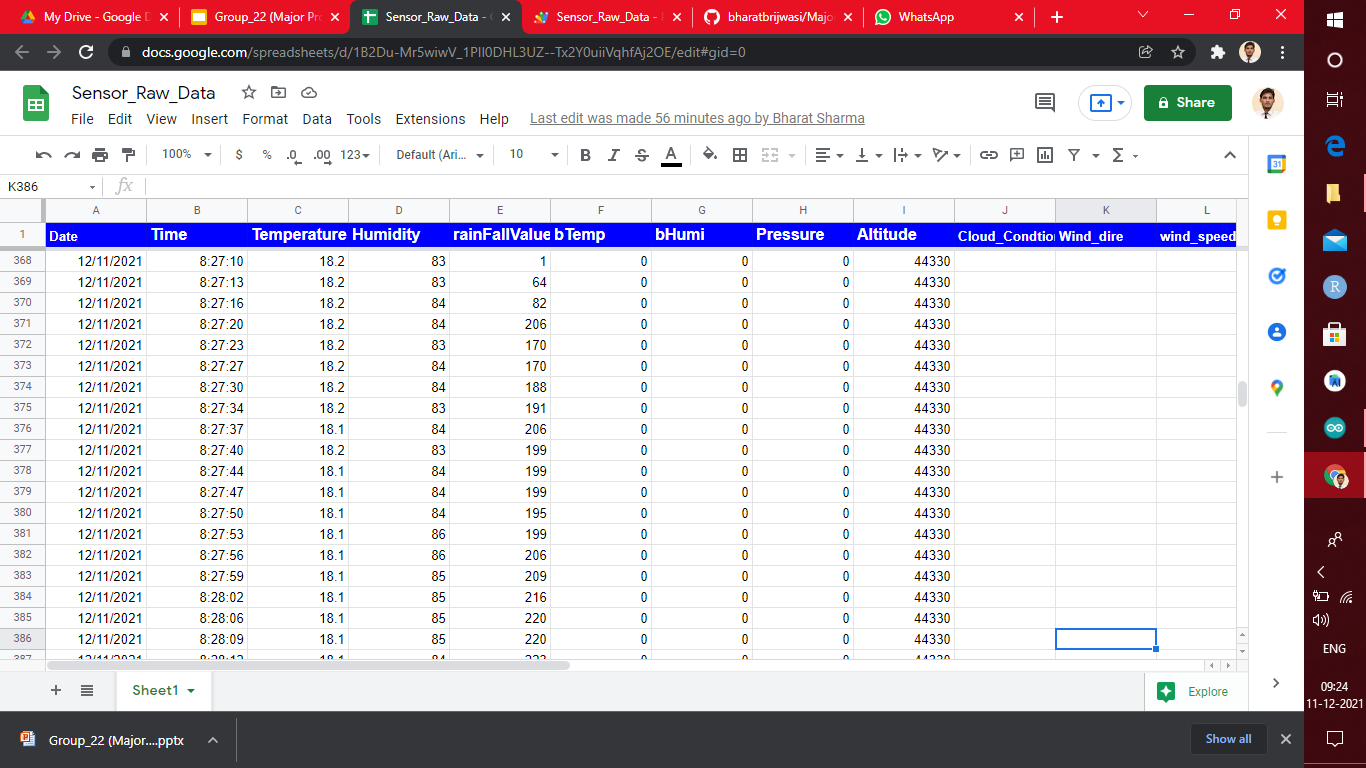 My Drive - Google D
Group_22 (Major Pro
Sensor_Raw_Data - G
Sensor_Raw_Data -
bharatbrijwasi/Majo
WhatsApp
docs.google.com/spreadsheets/d/1B2Du-Mr5wiwV_1PIl0DHL3UZ--Tx2Y0uiiVqhfAj2OE/edit#gid=0
Sensor_Raw_Data
Share
File Edit View Insert Format Data Tools Extensions Help Last edit was made 56 minutes ago by Bharat Sharma
100% $ % .0 .00 123 Default (Ari... 10 B I S A Σ
K386 fx
A B C D E F G H I J K L
1 Date Time Temperature Humidity rainFallValue bTemp bHumi Pressure Altitude Cloud_Condtion Wind_dire wind_speed
368 12/11/2021 8:27:10 18.2 83 1 0 0 0 44330
369 12/11/2021 8:27:13 18.2 83 64 0 0 0 44330
370 12/11/2021 8:27:16 18.2 84 82 0 0 0 44330
371 12/11/2021 8:27:20 18.2 84 206 0 0 0 44330
372 12/11/2021 8:27:23 18.2 83 170 0 0 0 44330
373 12/11/2021 8:27:27 18.2 84 170 0 0 0 44330
374 12/11/2021 8:27:30 18.2 84 188 0 0 0 44330
375 12/11/2021 8:27:34 18.2 83 191 0 0 0 44330
376 12/11/2021 8:27:37 18.1 84 206 0 0 0 44330
377 12/11/2021 8:27:40 18.2 83 199 0 0 0 44330
378 12/11/2021 8:27:44 18.1 84 199 0 0 0 44330
379 12/11/2021 8:27:47 18.1 84 199 0 0 0 44330
380 12/11/2021 8:27:50 18.1 84 195 0 0 0 44330
381 12/11/2021 8:27:53 18.1 86 199 0 0 0 44330
382 12/11/2021 8:27:56 18.1 86 206 0 0 0 44330
383 12/11/2021 8:27:59 18.1 85 209 0 0 0 44330
384 12/11/2021 8:28:02 18.1 85 216 0 0 0 44330
385 12/11/2021 8:28:06 18.1 85 220 0 0 0 44330
386 12/11/2021 8:28:09 18.1 85 220 0 0 0 44330
387 12/11/2021 8:28:12 18.1 84 223 0 0 0 44330
Sheet1
Explore
Group_22 (Major....pptx
Show all
31
R
ENG
09:24
11-12-2021